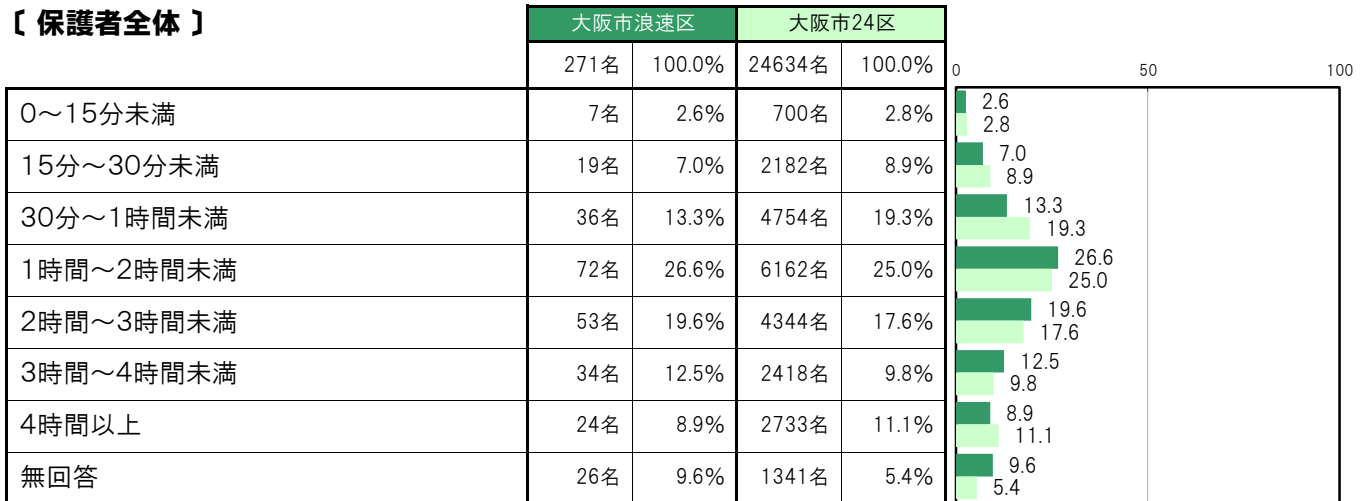 〔 保護者全体 〕
大阪市浪速区 大阪市24区
271名 100.0% 24634名 100.0%
0 50 100
0～15分未満 7名 2.6% 700名 2.8%
2.6
2.8
15分～30分未満 19名 7.0% 2182名 8.9%
7.0
8.9
30分～1時間未満 36名 13.3% 4754名 19.3%
13.3
19.3
1時間～2時間未満 72名 26.6% 6162名 25.0%
26.6
25.0
2時間～3時間未満 53名 19.6% 4344名 17.6%
19.6
17.6
3時間～4時間未満 34名 12.5% 2418名 9.8%
12.5
9.8
4時間以上 24名 8.9% 2733名 11.1%
8.9
11.1
無回答 26名 9.6% 1341名 5.4%
9.6
5.4